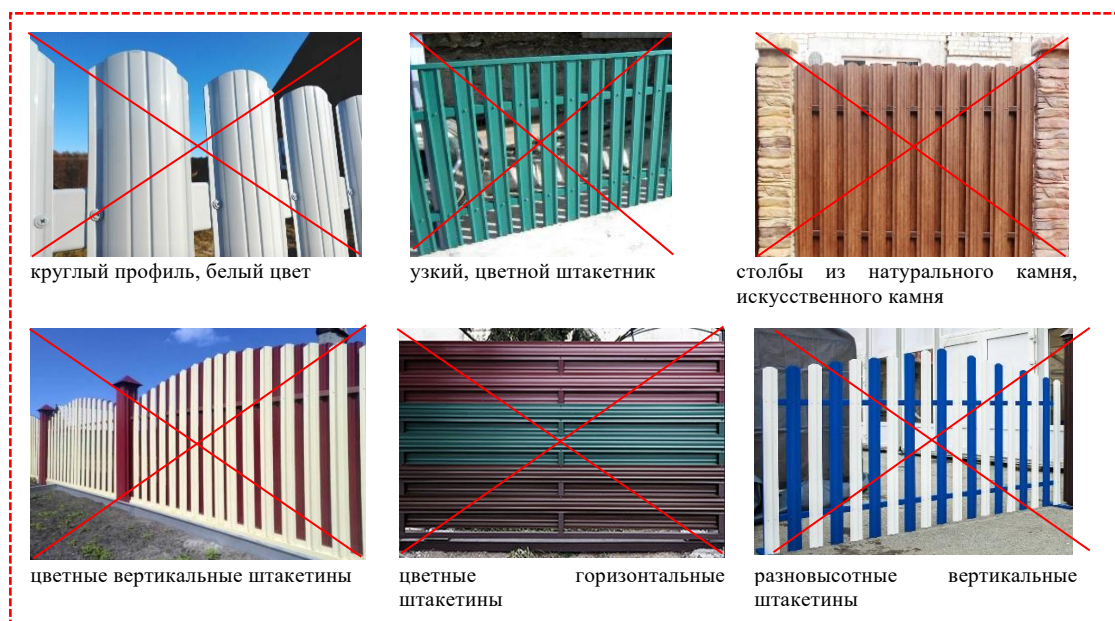 круглый профиль, белый цвет
узкий, цветной штакетник
столбы из натурального камня,
искусственного камня
цветные вертикальные штакетины
цветные горизонтальные
штакетины
разновысотные вертикальные
штакетины